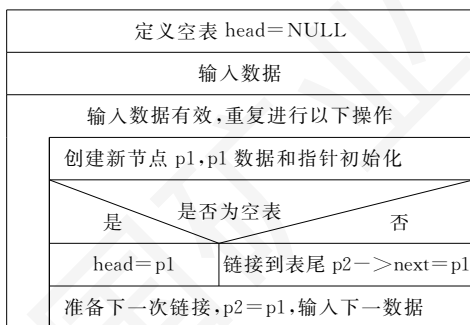 定义空表 head=NULL
输入数据
输入数据有效,重复进行以下操作
创建新节点 p1,p1 数据和指针初始化
是否为空表
是
否
head=p1
链接到表尾 p2->next=p1
准备下一次链接,p2=p1,输入下一数据